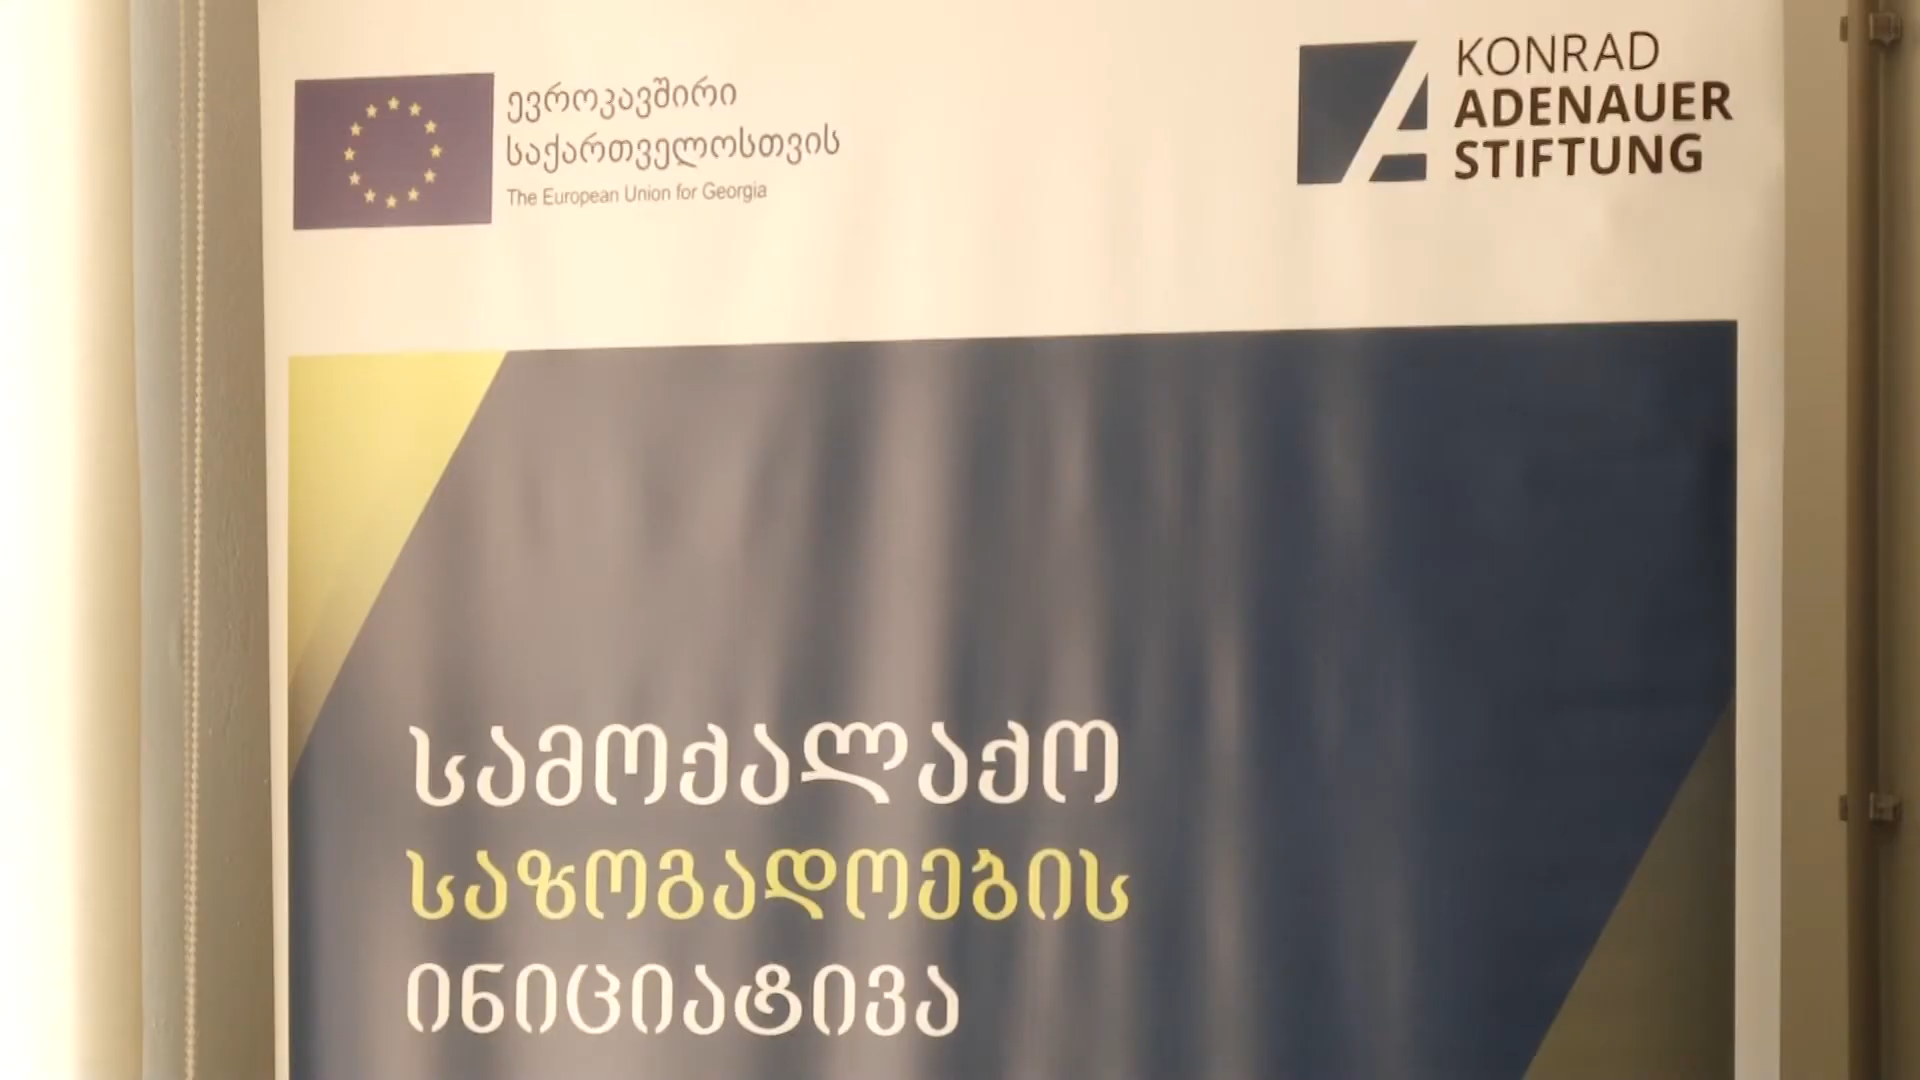 ევროკავშირი
საქართველოსთვის
The European Union for Georgia
KONRAD
ADENAUER
STIFTUNG
სამოქალაქო
საზოგადოების
ინიციატივა